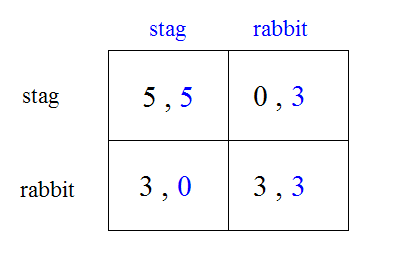 stag rabbit
stag 5 , 5 0 , 3
rabbit 3 , 0 3 , 3